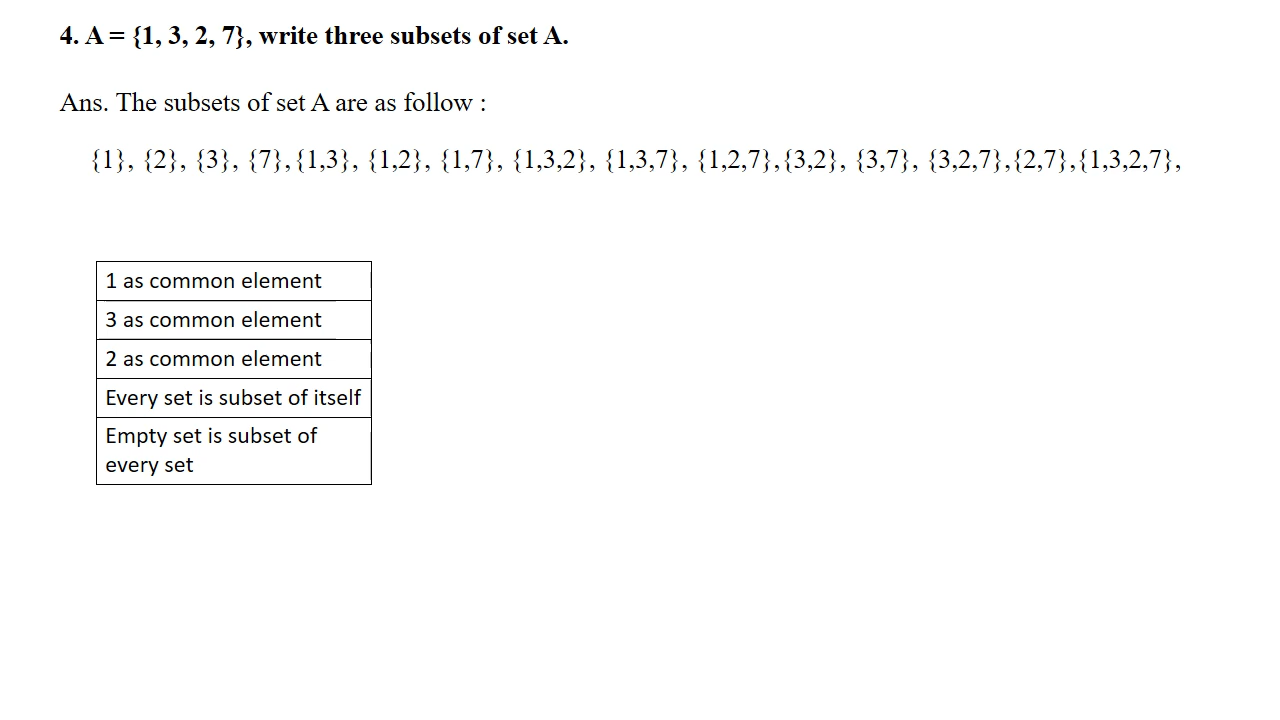 4. A = {1, 3, 2, 7}, write three subsets of set A.
Ans. The subsets of set A are as follow :
{1}, {2}, {3}, {7},{1,3}, {1,2}, {1,7}, {1,3,2}, {1,3,7}, {1,2,7},{3,2}, {3,7}, {3,2,7},{2,7},{1,3,2,7},
1 as common element
3 as common element
2 as common element
Every set is subset of itself
Empty set is subset of
every set